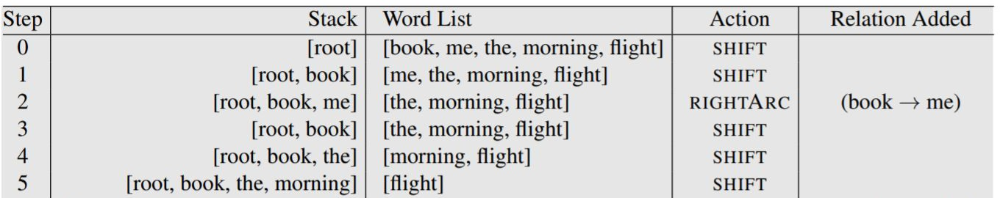 Step Stack Word List Action Relation Added
0 [root] [book, me, the, morning, flight] SHIFT
1 [root, book] [me, the, morning, flight] SHIFT
2 [root, book, me] [the, morning, flight] RIGHTARC (book → me)
3 [root, book] [the, morning, flight] SHIFT
4 [root, book, the] [morning, flight] SHIFT
5 [root, book, the, morning] [flight] SHIFT